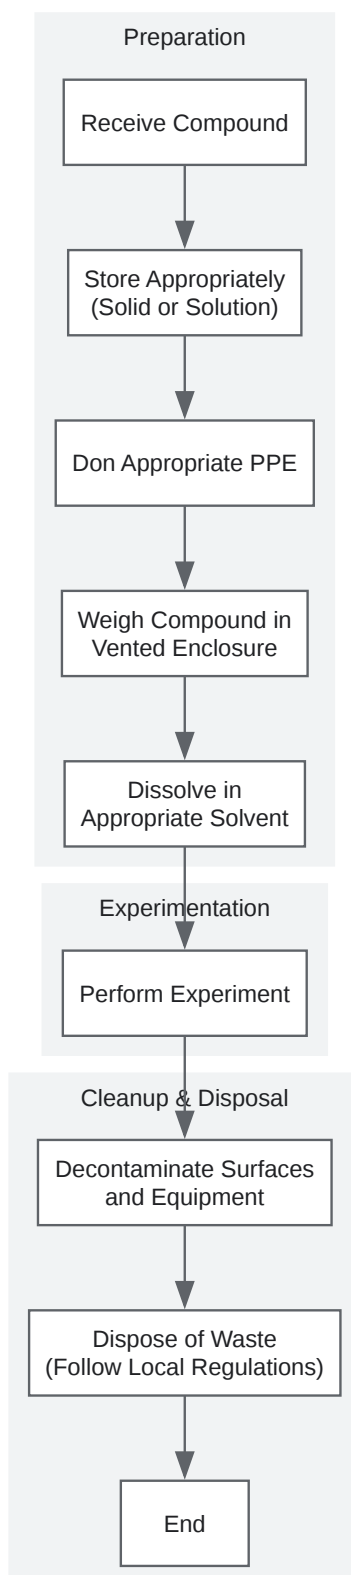 Preparation
Receive Compound
Store Appropriately
(Solid or Solution)
Don Appropriate PPE
Weigh Compound in
Vented Enclosure
Dissolve in
Appropriate Solvent
Experimentation
Perform Experiment
Cleanup & Disposal
Decontaminate Surfaces
and Equipment
Dispose of Waste
(Follow Local Regulations)
End